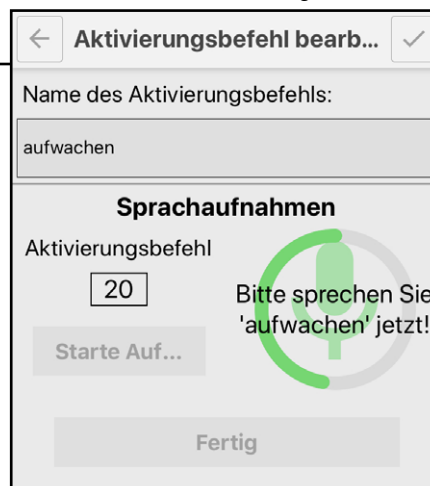 Aktivierungsbefehl bearb...
Name des Aktivierungsbefehls:
aufwachen
Sprachaufnahmen
Aktivierungsbefehl
20
Bitte sprechen Sie
'aufwachen' jetzt!
Starte Auf...
Fertig